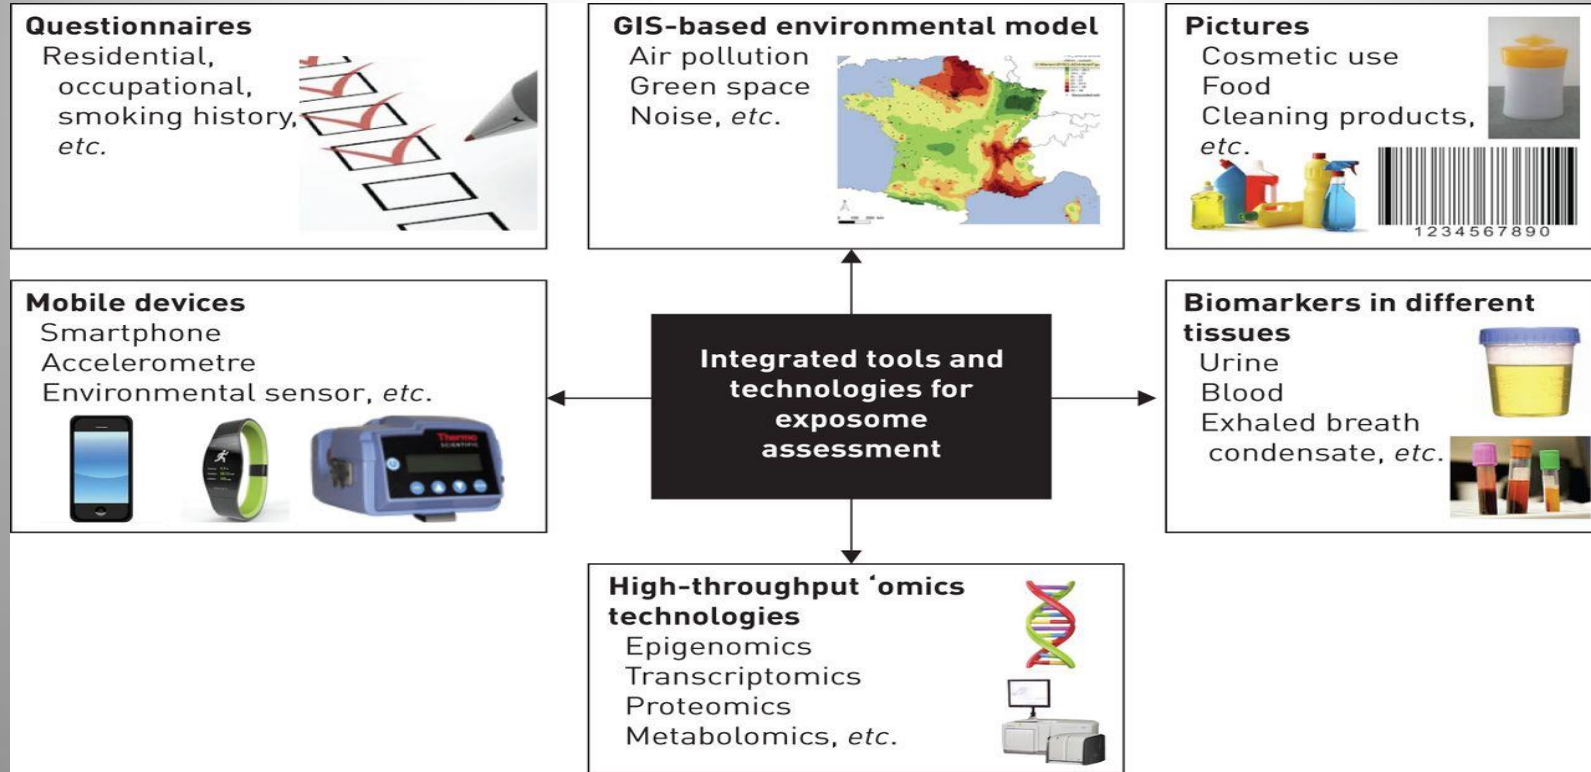 Questionnaires
Residential,
occupational,
smoking history,
etc.
GIS-based environmental model
Air pollution
Green space
Noise, etc.
Pictures
Cosmetic use
Food
Cleaning products,
etc.
1234567890
Mobile devices
Smartphone
Accelerometre
Environmental sensor, etc.
Thermo
SCIENTIFIC
Integrated tools and
technologies for
exposome
assessment
Biomarkers in different
tissues
Urine
Blood
Exhaled breath
condensate, etc.
High-throughput ‘omics
technologies
Epigenomics
Transcriptomics
Proteomics
Metabolomics, etc.